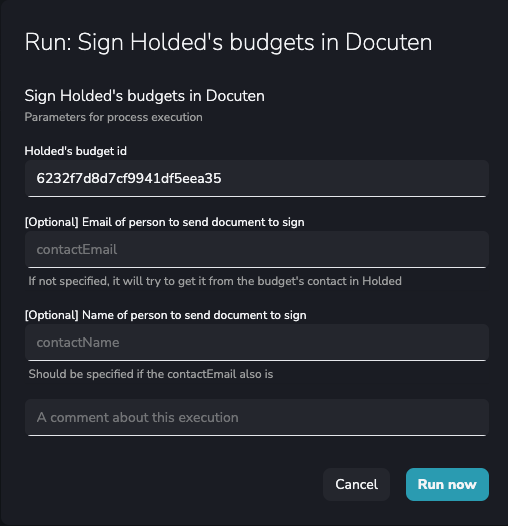 Run: Sign Holded's budgets in Docuten
Sign Holded's budgets in Docuten
Parameters for process execution
Holded's budget id
6232f7d8d7cf9941df5eea35
[Optional] Email of person to send document to sign
contactEmail
If not specified, it will try to get it from the budget's contact in Holded
[Optional] Name of person to send document to sign
contactName
Should be specified if the contactEmail also is
A comment about this execution
Cancel
Run now